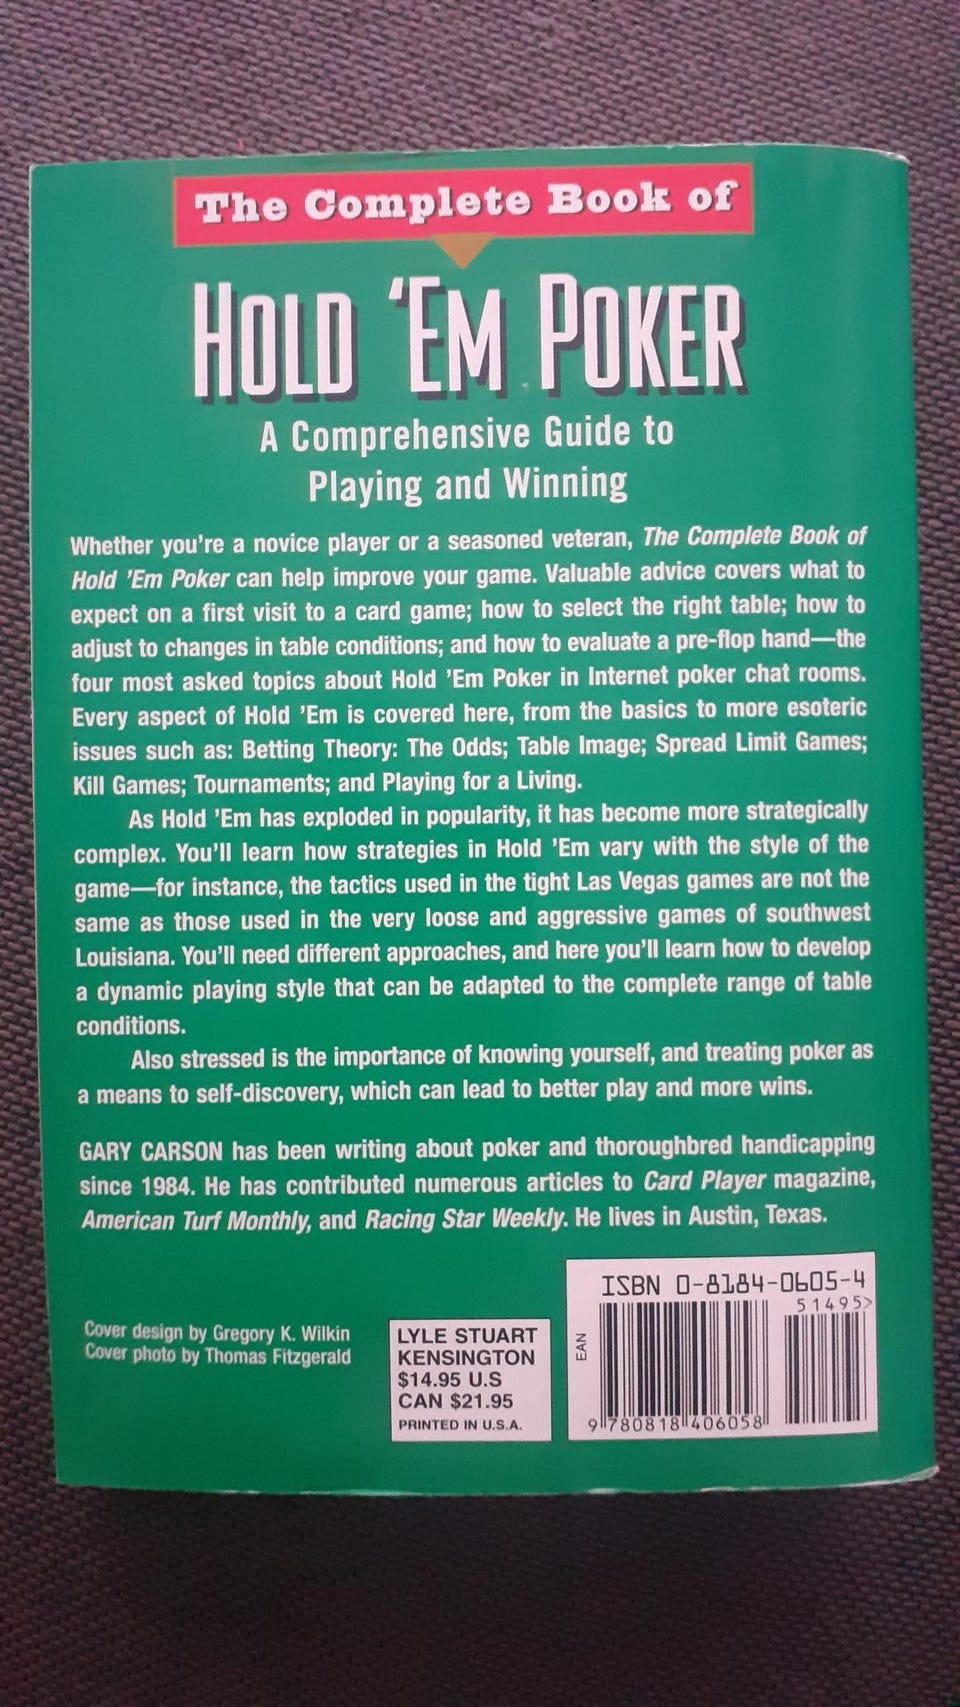 The Complete Book of
HOLD 'EM POKER
A Comprehensive Guide to
Playing and Winning
Whether you're a novice player or a seasoned veteran, The Complete Book of
Hold 'Em Poker can help improve your game. Valuable advice covers what to
expect on a first visit to a card game; how to select the right table; how to
adjust to changes in table conditions; and how to evaluate a pre-flop hand—the
four most asked topics about Hold 'Em Poker in Internet poker chat rooms.
Every aspect of Hold 'Em is covered here, from the basics to more esoteric
issues such as: Betting Theory: The Odds; Table Image; Spread Limit Games;
Kill Games; Tournaments; and Playing for a Living.
As Hold 'Em has exploded in popularity, it has become more strategically
complex. You'll learn how strategies in Hold 'Em vary with the style of the
game—for instance, the tactics used in the tight Las Vegas games are not the
same as those used in the very loose and aggressive games of southwest
Louisiana. You'll need different approaches, and here you'll learn how to develop
a dynamic playing style that can be adapted to the complete range of table
conditions.
Also stressed is the importance of knowing yourself, and treating poker as
a means to self-discovery, which can lead to better play and more wins.
GARY CARSON has been writing about poker and thoroughbred handicapping
since 1984. He has contributed numerous articles to Card Player magazine,
American Turf Monthly, and Racing Star Weekly. He lives in Austin, Texas.
Cover design by Gregory K. Wilkin
Cover photo by Thomas Fitzgerald
LYLE STUART
KENSINGTON
$14.95 U.S
CAN $21.95
PRINTED IN U.S.A.
ISBN 0-8184-0605-4
51495>
EAN
9 780818 406058